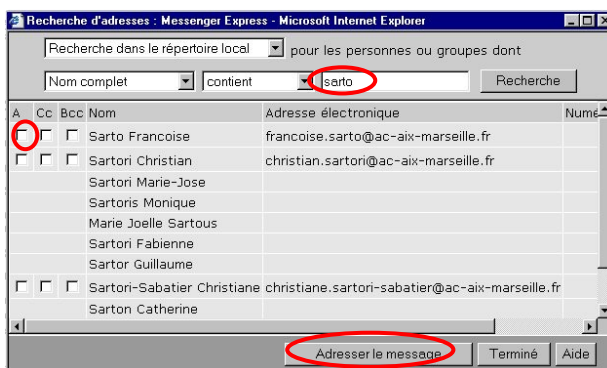 Recherche d'adresses : Messenger Express - Microsoft Internet Explorer
Recherche dans le répertoire local pour les personnes ou groupes dont
Nom complet contient sarto Recherche
A Cc Bcc Nom Adresse électronique Numé
Sarto Francoise francoise.sarto@ac-aix-marseille.fr
Sartori Christian christian.sartori@ac-aix-marseille.fr
Sartori Marie-Jose
Sartoris Monique
Marie Joelle Sartous
Sartori Fabienne
Sartor Guillaume
Sartori-Sabatier Christiane christiane.sartori-sabatier@ac-aix-marseille.fr
Sarton Catherine
Adresser le message Terminé Aide